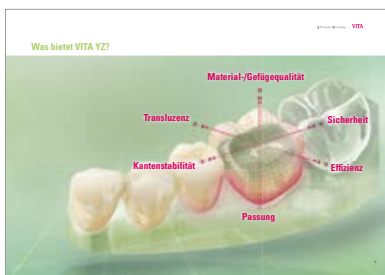 VITA
Was bietet VITA YZ?
Material-/Gefügequalität
Transluzenz
Sicherheit
Kantenstabilität
Effizienz
Passung